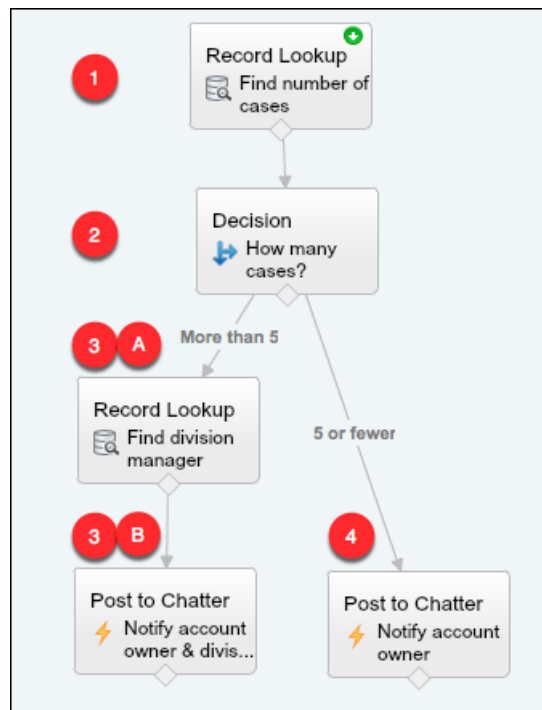 1
Record Lookup
Find number of
cases
2
Decision
How many
cases?
More than 5
5 or fewer
3 A
Record Lookup
Find division
manager
3 B
Post to Chatter
Notify account
owner & divis...
4
Post to Chatter
Notify account
owner